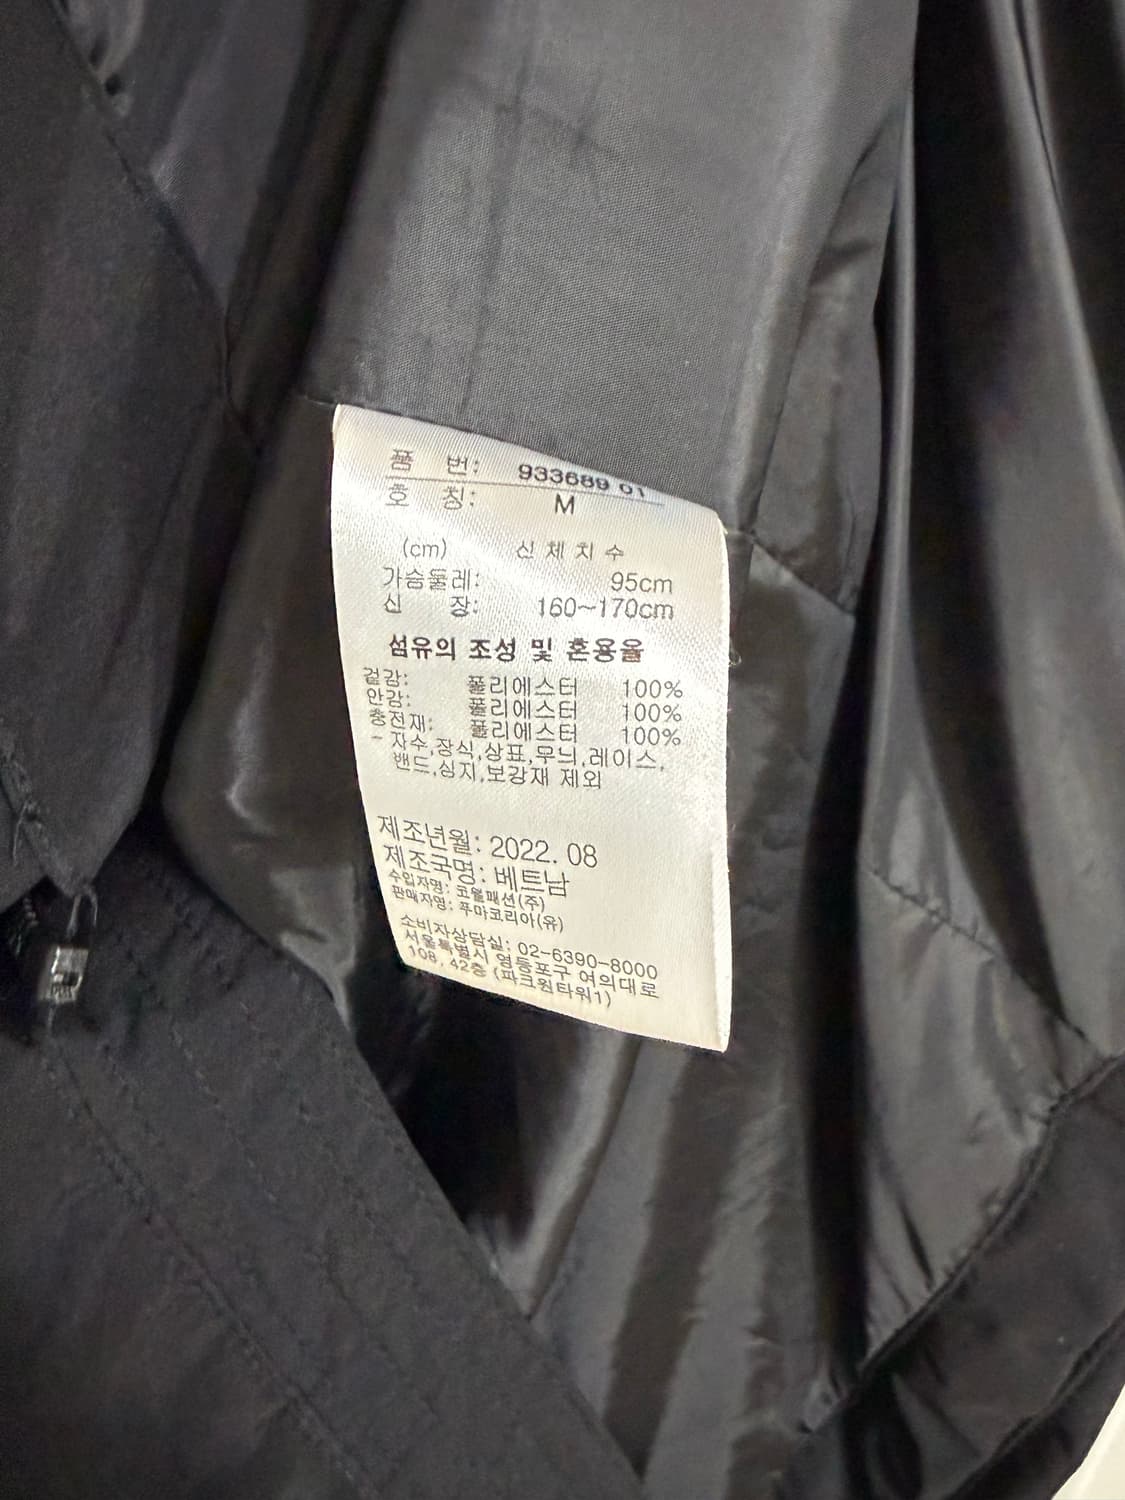 품 번: 933689 01
호 칭: M
(cm) 신체치수
가슴둘레: 95cm
신 장: 160~170cm
섬유의 조성 및 혼용율
겉감: 폴리에스터 100%
안감: 폴리에스터 100%
충전재: 폴리에스터 100%
- 자수,장식,상표,무늬,레이스,
밴드,심지,보강재 제외
제조년월: 2022. 08
제조국명: 베트남
수입자명: 코웰패션(주)
판매자명: 푸마코리아(유)
소비자상담실: 02-6390-8000
서울특별시 영등포구 여의대로
108, 42층 (파크원타워1)